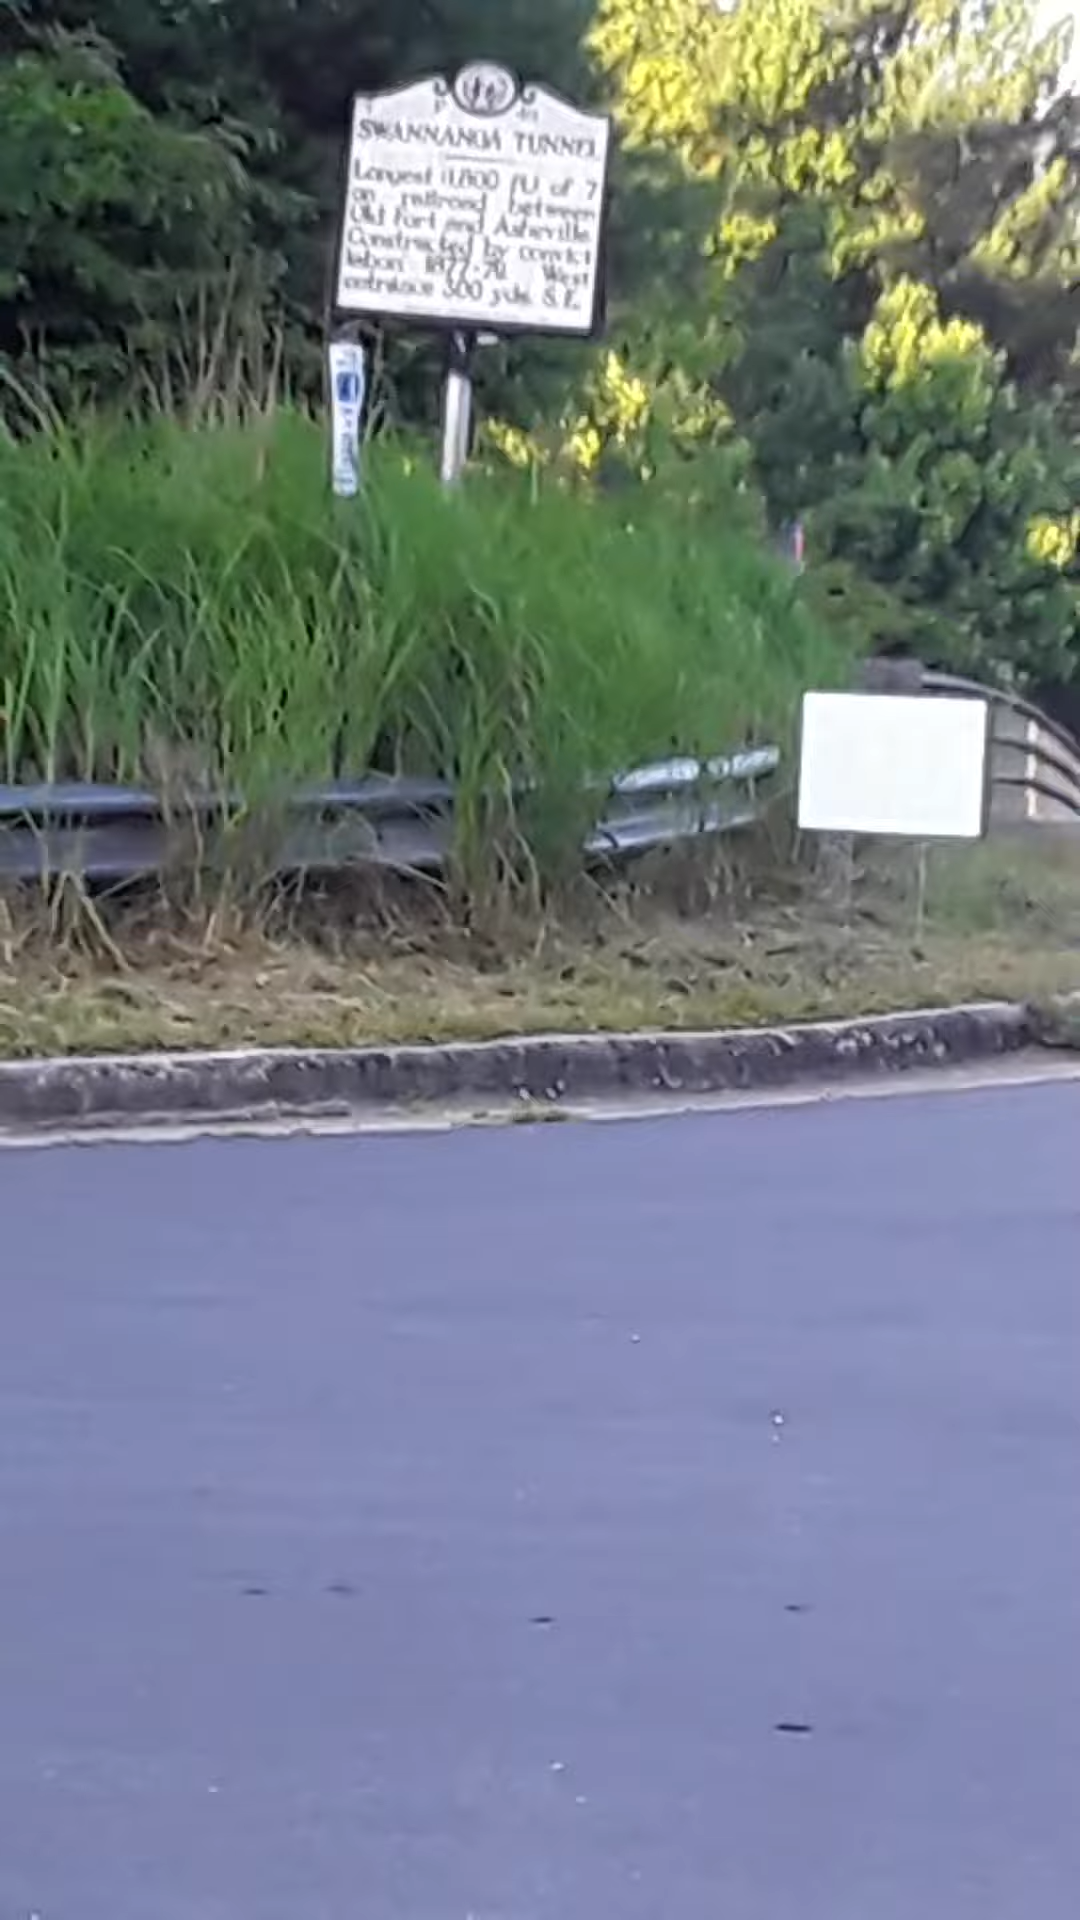 SWANNANOA TUNNEL
Longest (1,800 ft.) of 7
on railroad between
Old Fort and Asheville.
Constructed by convict
labor 1877-79. West
entrance 300 yds. S.E.